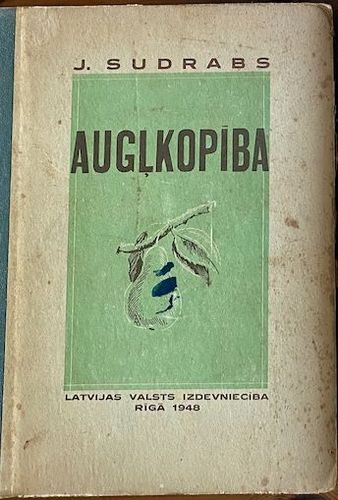 J. SUDRABS
AUGĻKOPĪBA
LATVIJAS VALSTS IZDEVNIECĪBA
RĪGĀ 1948